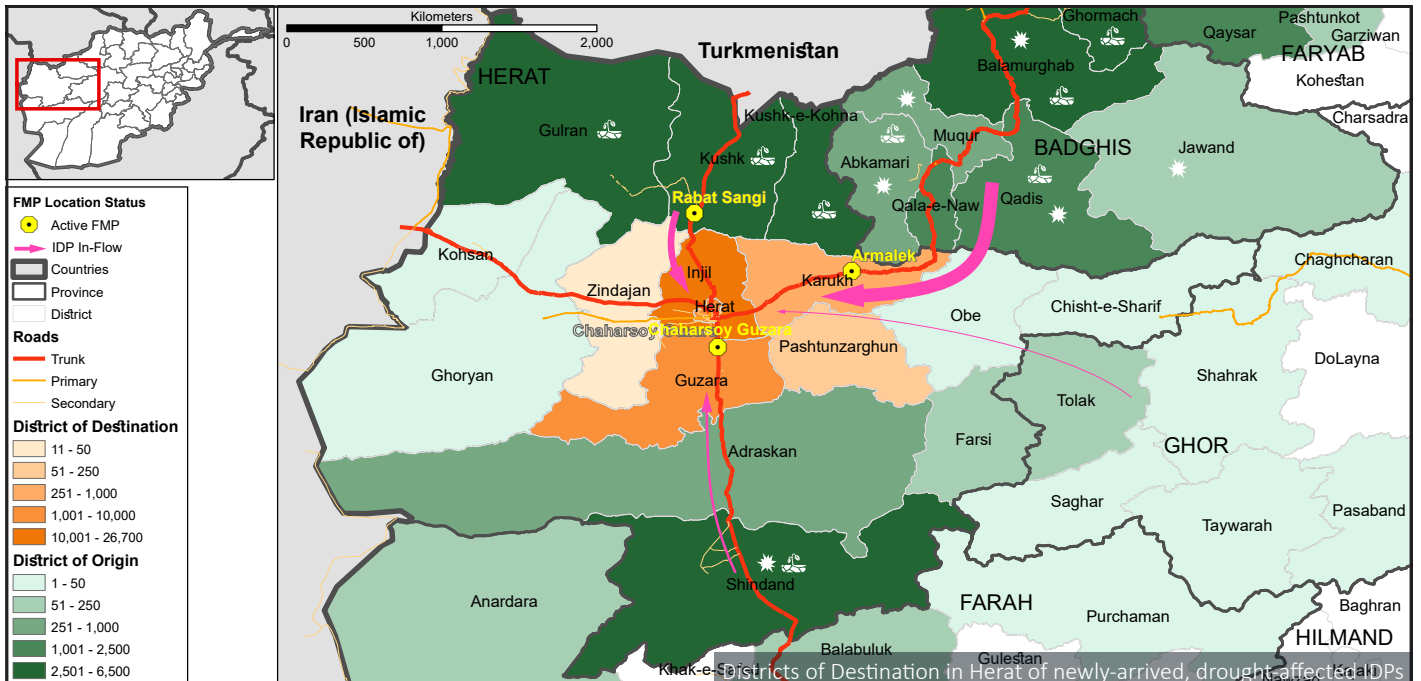 Kilometers
0 500 1,000 2,000
Turkmenistan
Iran (Islamic
Republic of)
HERAT
Gulran
Kushk
Kushk-e-Kohna
Ghormach
Balamurghab
Qaysar
Pashtunkot
Garziwan
FARYAB
Kohestan
Charsadra
Muqur
Abkamari
BADGHIS
Jawand
Qala-e-Naw
Qadis
Rabat Sangi
Armalek
Kohsan
Zindajan
Injil
Herat
Karukh
Obe
Chisht-e-Sharif
Chaghcharan
Chaharsoy Guzara
Pashtunzarghun
Ghoryan
Guzara
DoLayna
Shahrak
Tolak
GHOR
Adraskan
Farsi
Saghar
Taywarah
Pasaband
Shindand
Anardara
FARAH
Purchaman
Baghran
HILMAND
Balabuluk
Gulestan
FMP Location Status
Active FMP
IDP In-Flow
Countries
Province
District
Roads
Trunk
Primary
Secondary
District of Destination
11 - 50
51 - 250
251 - 1,000
1,001 - 10,000
10,001 - 26,700
District of Origin
1 - 50
51 - 250
251 - 1,000
1,001 - 2,500
2,501 - 6,500
Districts of Destination in Herat of newly-arrived, drought-affected IDPs